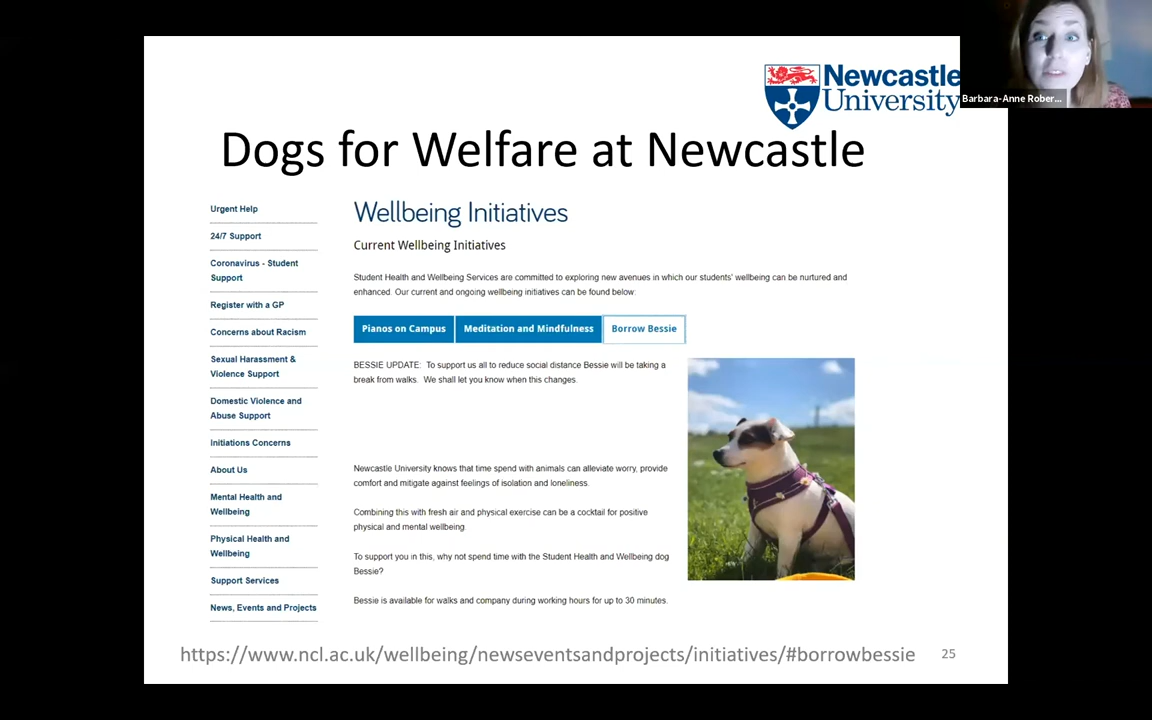 Newcastle
University
Barbara-Anne Rober...
Dogs for Welfare at Newcastle
Urgent Help
24/7 Support
Coronavirus - Student
Support
Register with a GP
Concerns about Racism
Sexual Harassment &
Violence Support
Domestic Violence and
Abuse Support
Initiations Concerns
About Us
Mental Health and
Wellbeing
Physical Health and
Wellbeing
Support Services
News, Events and Projects
Wellbeing Initiatives
Current Wellbeing Initiatives
Student Health and Wellbeing Services are committed to exploring new avenues in which our students' wellbeing can be nurtured and
enhanced. Our current and ongoing wellbeing initiatives can be found below:
Pianos on Campus Meditation and Mindfulness Borrow Bessie
BESSIE UPDATE: To support us all to reduce social distance Bessie will be taking a
break from walks. We shall let you know when this changes.
Newcastle University knows that time spend with animals can alleviate worry, provide
comfort and mitigate against feelings of isolation and loneliness.
Combining this with fresh air and physical exercise can be a cocktail for positive
physical and mental wellbeing.
To support you in this, why not spend time with the Student Health and Wellbeing dog
Bessie?
Bessie is available for walks and company during working hours for up to 30 minutes.
https://www.ncl.ac.uk/wellbeing/newseventsandprojects/initiatives/#borrowbessie
25